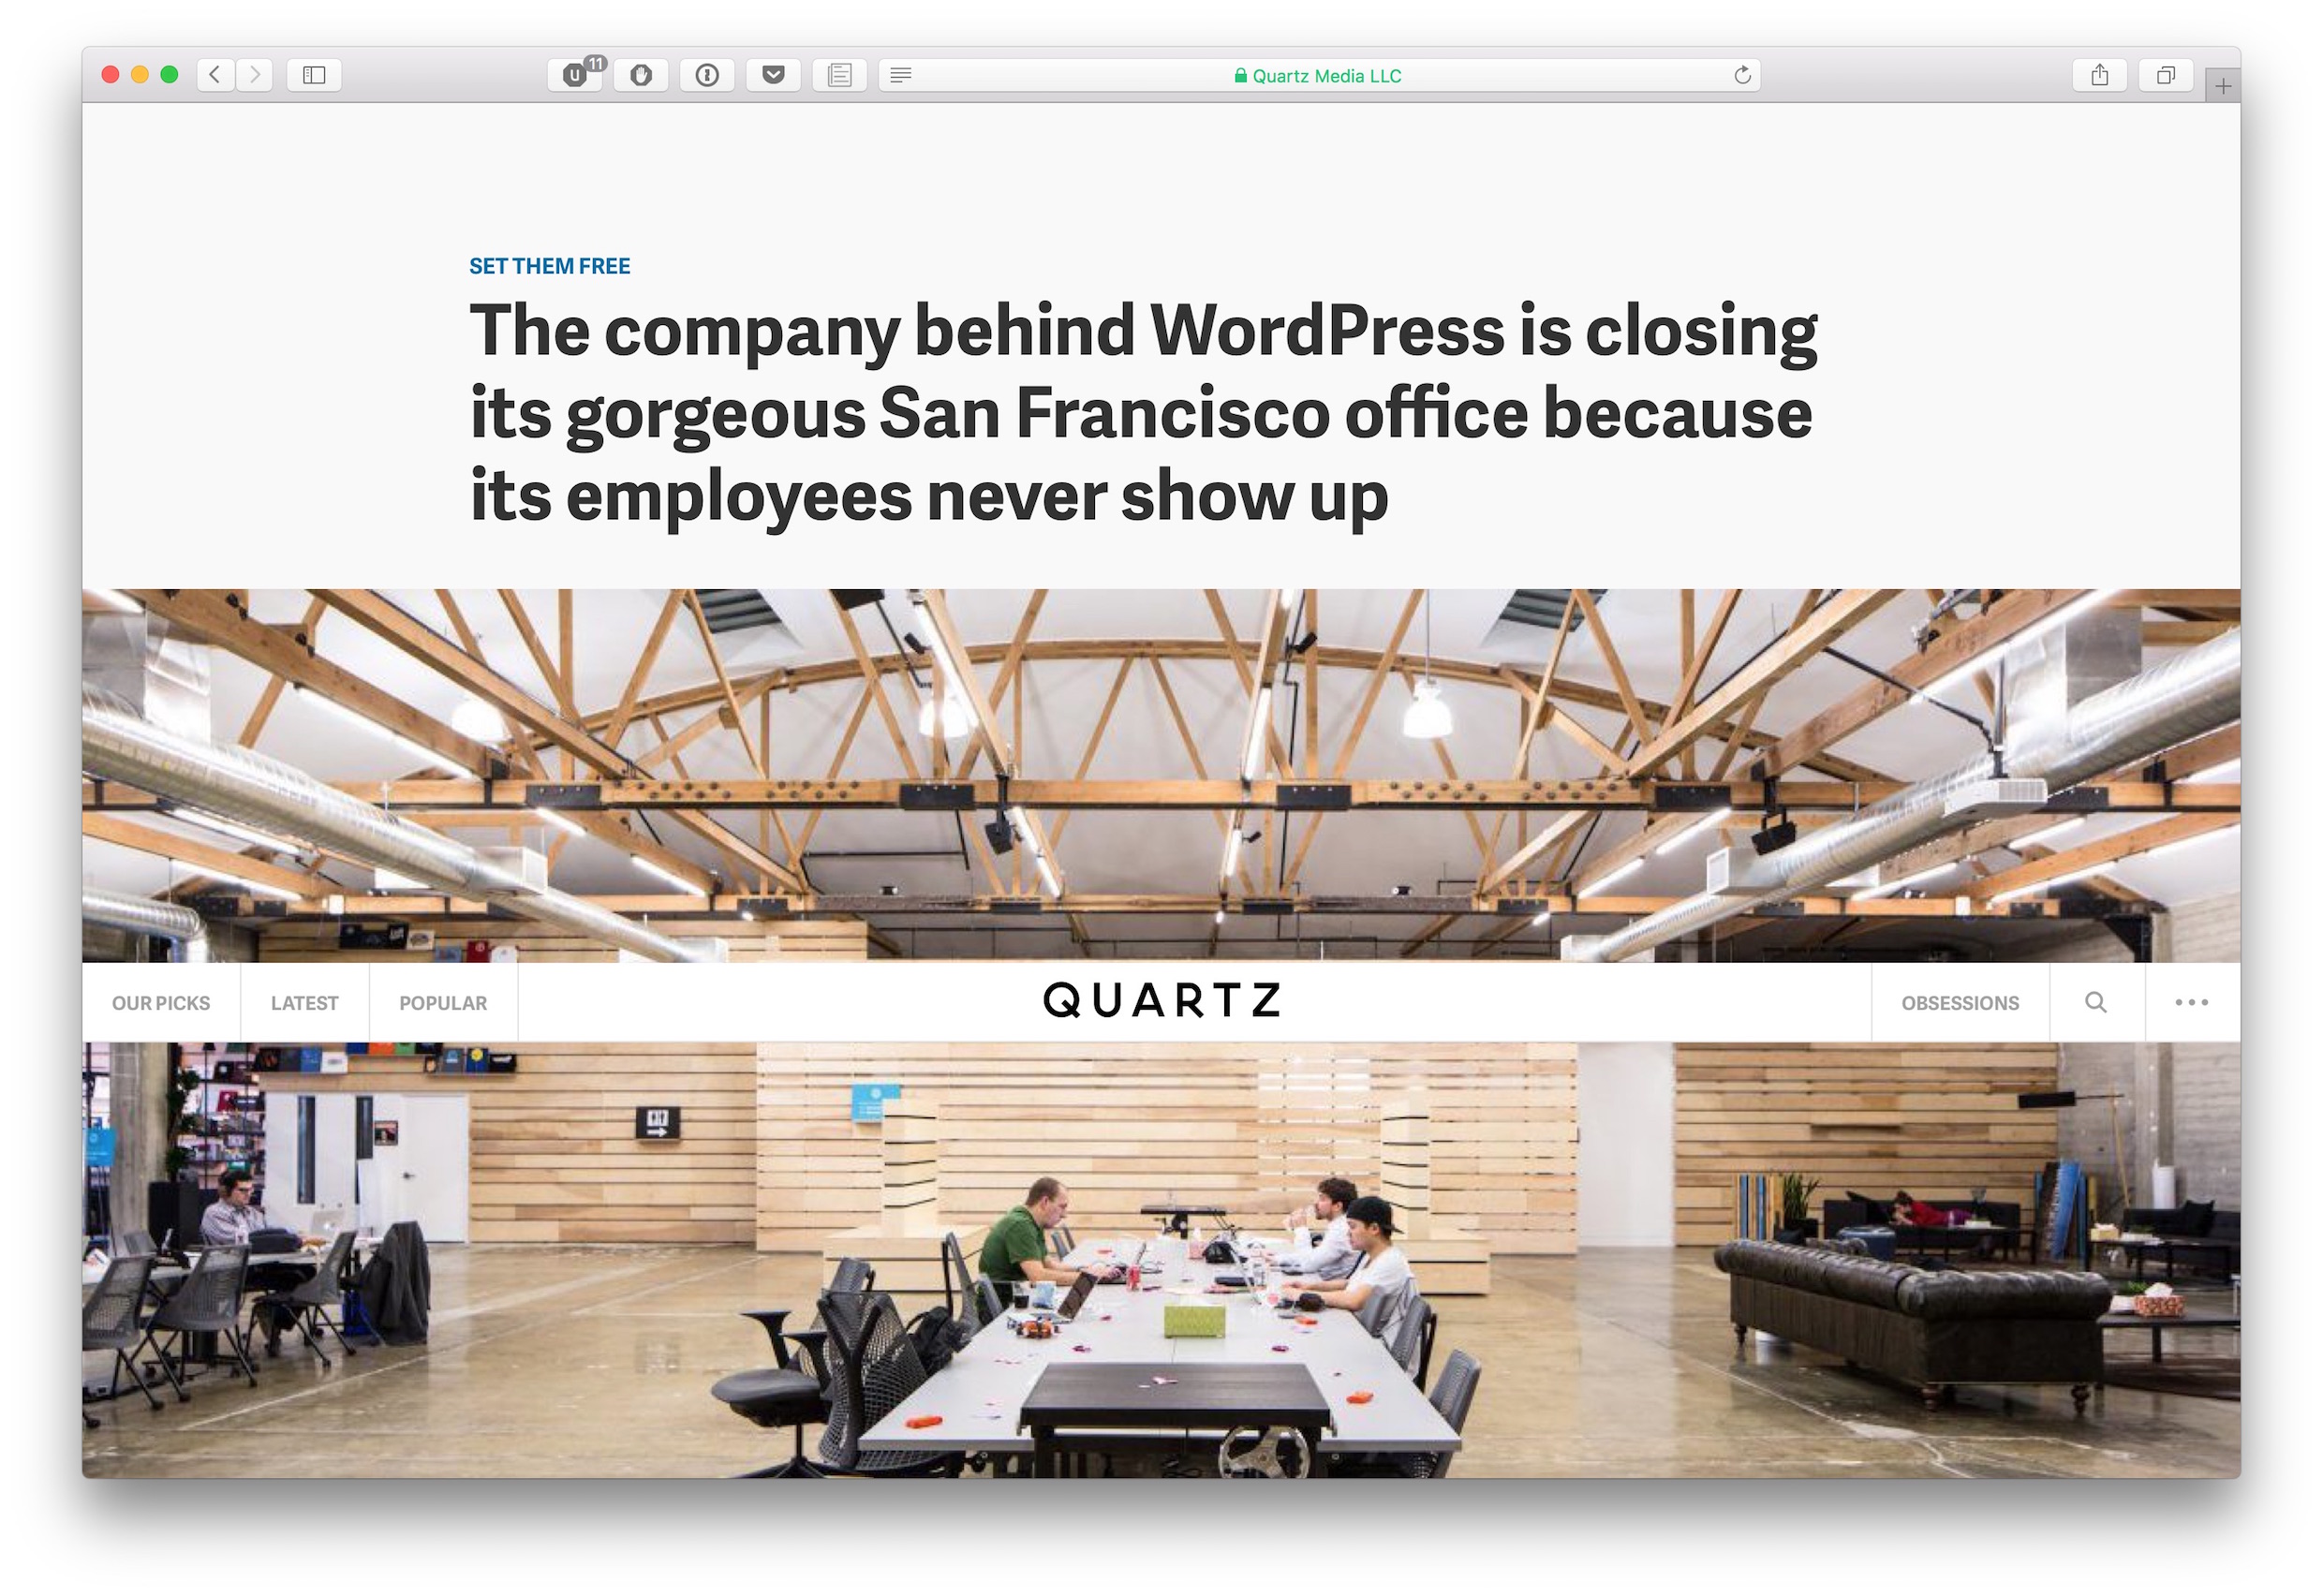 11
Quartz Media LLC
SET THEM FREE
The company behind WordPress is closing
its gorgeous San Francisco office because
its employees never show up
OUR PICKS
LATEST
POPULAR
QUARTZ
OBSESSIONS